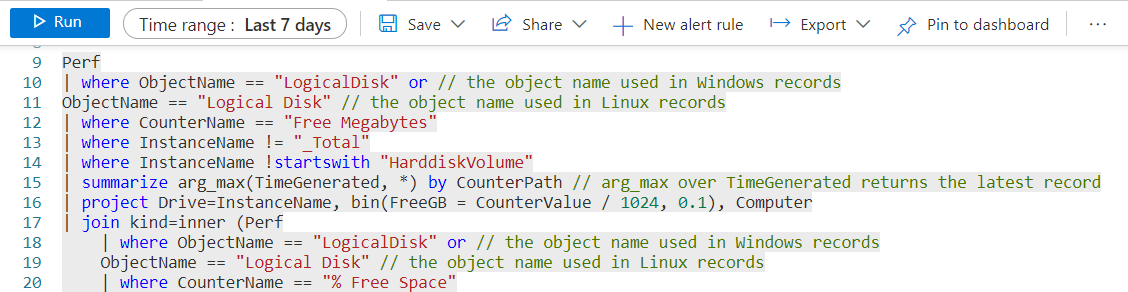 Run Time range : Last 7 days Save Share New alert rule Export Pin to dashboard ...
9 Perf
10 | where ObjectName == "LogicalDisk" or // the object name used in Windows records
11 ObjectName == "Logical Disk" // the object name used in Linux records
12 | where CounterName == "Free Megabytes"
13 | where InstanceName != "_Total"
14 | where InstanceName !startswith "HarddiskVolume"
15 | summarize arg_max(TimeGenerated, *) by CounterPath // arg_max over TimeGenerated returns the latest record
16 | project Drive=InstanceName, bin(FreeGB = CounterValue / 1024, 0.1), Computer
17 | join kind=inner (Perf
18 | where ObjectName == "LogicalDisk" or // the object name used in Windows records
19 ObjectName == "Logical Disk" // the object name used in Linux records
20 | where CounterName == "% Free Space"